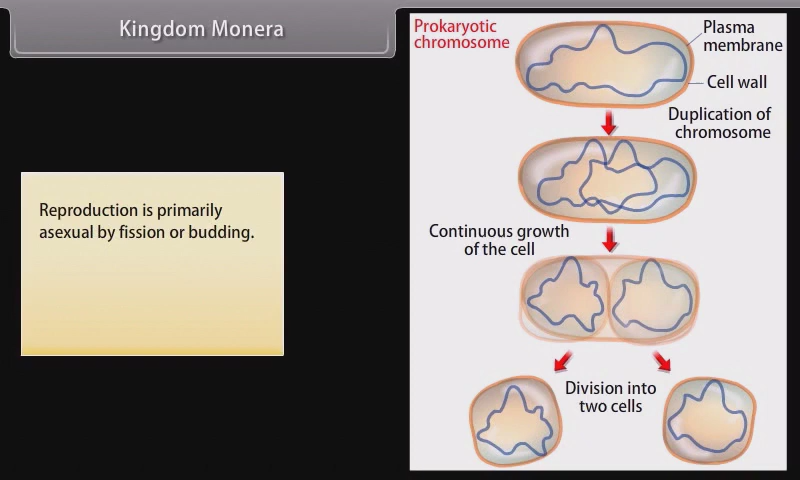 Kingdom Monera
Reproduction is primarily
asexual by fission or budding.
Prokaryotic
chromosome
Plasma
membrane
Cell wall
Duplication of
chromosome
Continuous growth
of the cell
Division into
two cells